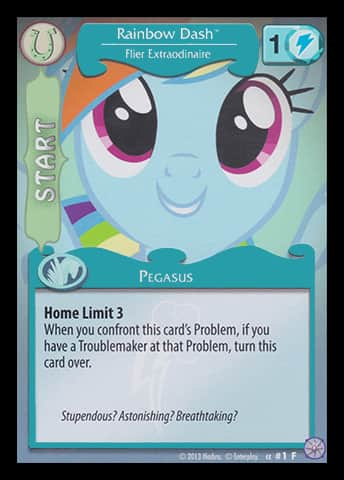 Rainbow Dash™
Flier Extraodinaire
1
START
PEGASUS
Home Limit 3
When you confront this card's Problem, if you
have a Troublemaker at that Problem, turn this
card over.
Stupendous? Astonishing? Breathtaking?
© 2013 Hasbro. © Enterplay. α #1 F